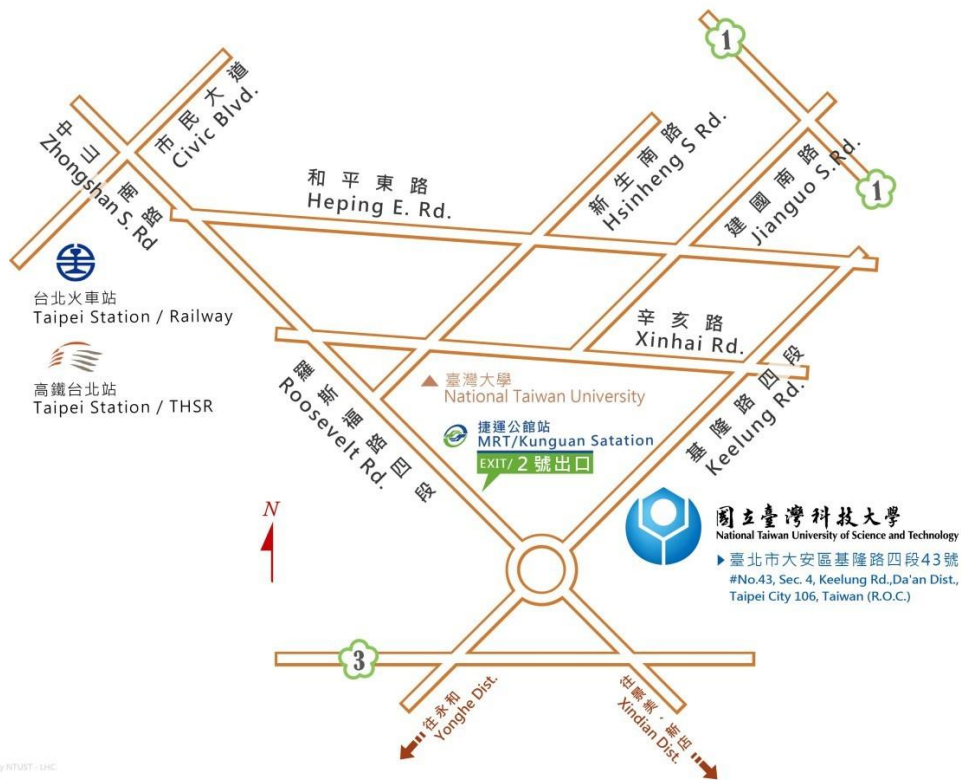 1
市民大道
Civic Blvd.
中山南路
Zhongshan S. Rd
和平東路
Heping E. Rd.
新生南路
Hsinheng S Rd.
建國南路
Jianguo S. Rd.
1
台北火車站
Taipei Station / Railway
高鐵台北站
Taipei Station / THSR
辛亥路
Xinhai Rd.
臺灣大學
National Taiwan University
羅斯福路四段
Roosevelt Rd.
捷運公館站
MRT/Kunguan Satation
EXIT/ 2 號出口
基隆路四段
Keelung Rd.
N
國立臺灣科技大學
National Taiwan University of Science and Technology
臺北市大安區基隆路四段43號
#No.43, Sec. 4, Keelung Rd.,Da'an Dist.,
Taipei City 106, Taiwan (R.O.C.)
3
往永和
Yonghe Dist.
往景美・新店
Xindian Dist.
y NTUST - LHC